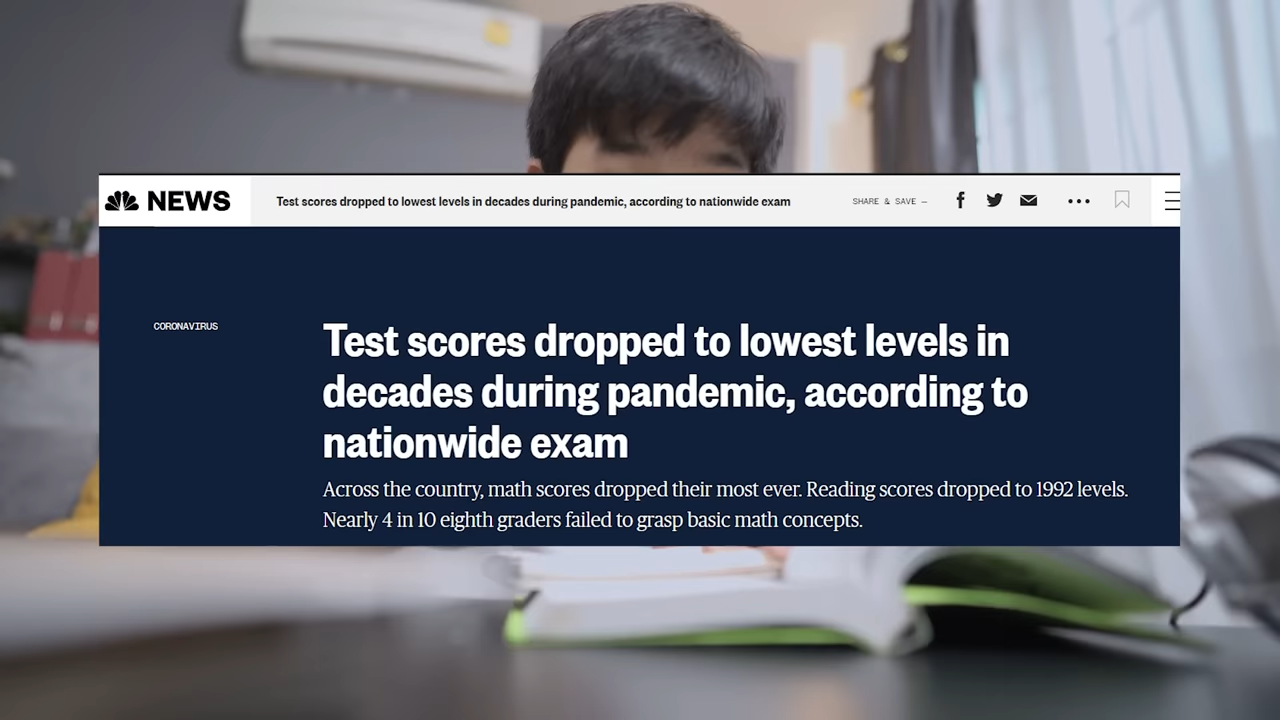 NEWS
Test scores dropped to lowest levels in decades during pandemic, according to nationwide exam
SHARE & SAVE —
CORONAVIRUS
Test scores dropped to lowest levels in
decades during pandemic, according to
nationwide exam
Across the country, math scores dropped their most ever. Reading scores dropped to 1992 levels.
Nearly 4 in 10 eighth graders failed to grasp basic math concepts.